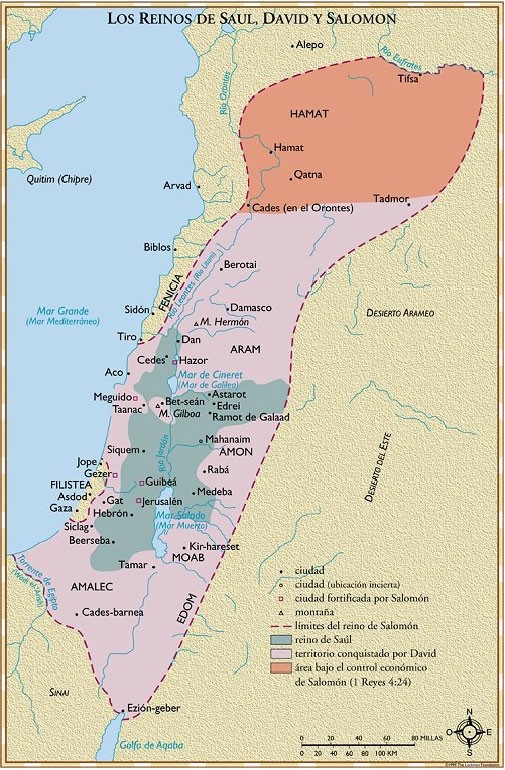 LOS REINOS DE SAUL, DAVID Y SALOMON
Alepo
Río Eufrates
Tifsa
Río Orontes
HAMAT
Hamat
Qatna
Quitim (Chipre)
Arvad
Tadmor
Cades (en el Orontes)
Biblos
Berotai
FENICIA
Río Leontes (Río Litani)
Mar Grande
(Mar Mediterráneo)
Sidón
Damasco
DESIERTO ARAMEO
M. Hermón
Tiro
Dan
ARAM
Cedes
Hazor
Aco
Mar de Cineret
(Mar de Galilea)
Meguido
Bet-seán
Astarot
Taanac
M. Gilboa
Edrei
Ramot de Galaad
Río Jordán
Mahanaim
Siquem
AMON
DESIERTO DEL ESTE
Jope
Rabá
Gezer
FILISTEA
Guibeá
Asdod
Medeba
Gat
Jerusalén
Gaza
Hebrón
Mar Salado
(Mar Muerto)
Siclag
Beerseba
Kir-hareset
Tamar
MOAB
Torrente de Egipto
(Wadi el-Arish)
AMALEC
Cades-barnea
EDOM
SINAI
Ezión-geber
Golfo de Aqaba
ciudad
ciudad (ubicación incierta)
ciudad fortificada por Salomón
montaña
límites del reino de Salomón
reino de Saúl
territorio conquistado por David
área bajo el control económico
de Salomón (1 Reyes 4:24)
0 20 40 60 80 MILLAS
0 20 40 60 80 100 KM
N
O E
S
©1999 The Lockman Foundation